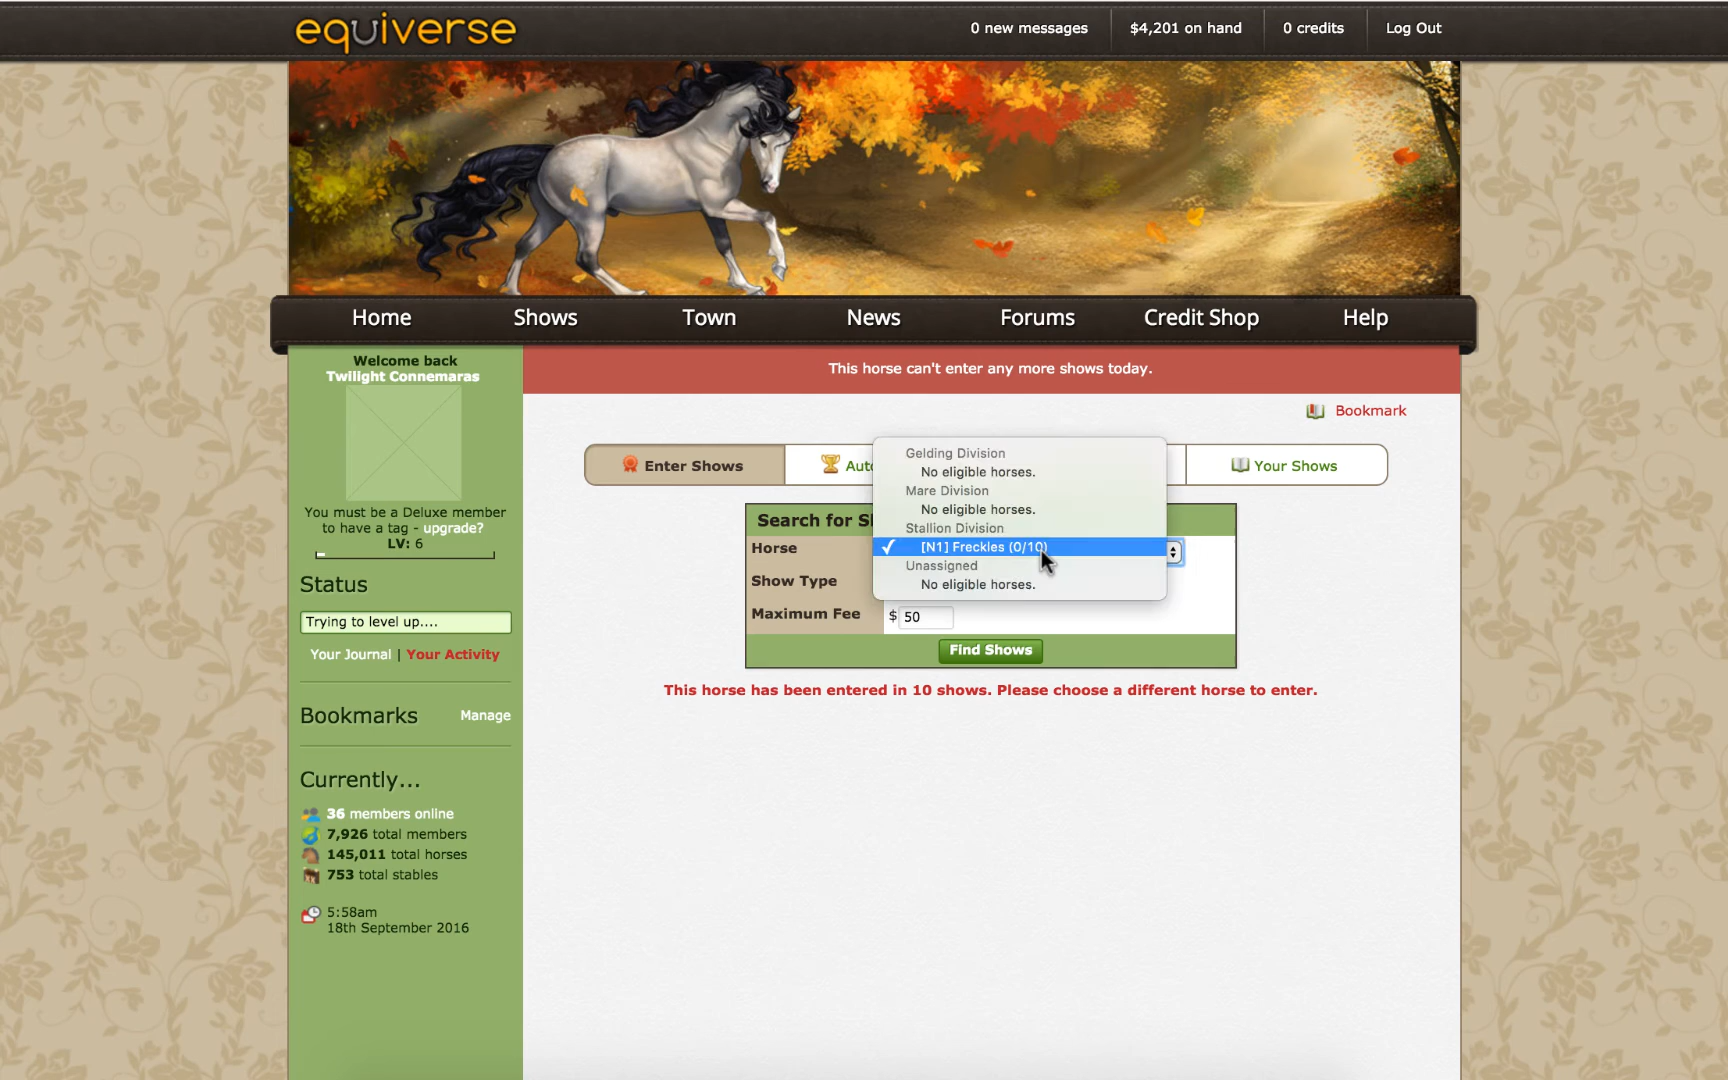 equiverse
0 new messages
$4,201 on hand
0 credits
Log Out
Home
Shows
Town
News
Forums
Credit Shop
Help
Welcome back
Twilight Connemaras
You must be a Deluxe member
to have a tag - upgrade?
LV: 6
Status
Trying to level up....
Your Journal | Your Activity
Bookmarks
Manage
Currently...
36 members online
7,926 total members
145,011 total horses
753 total stables
5:58am
18th September 2016
This horse can't enter any more shows today.
Bookmark
Enter Shows
Your Shows
Search for
Horse
Show Type
Maximum Fee
$ 50
Gelding Division
No eligible horses.
Mare Division
No eligible horses.
Stallion Division
✓ [N1] Freckles (0/10)
Unassigned
No eligible horses.
Find Shows
This horse has been entered in 10 shows. Please choose a different horse to enter.